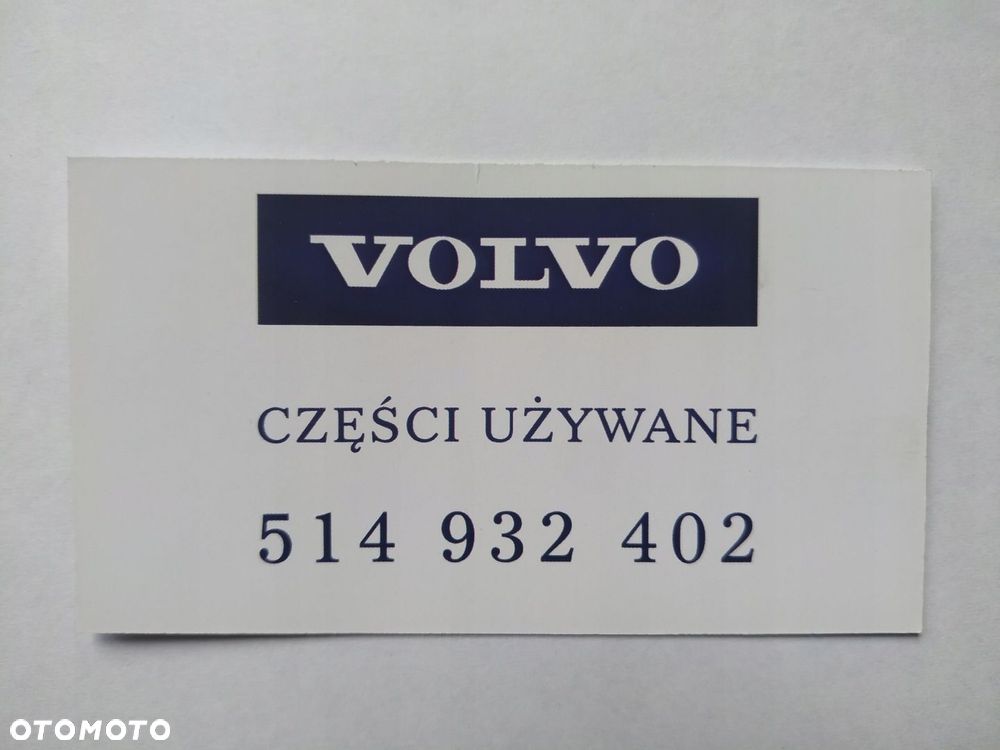 VOLVO
CZĘŚCI UŻYWANE
514 932 402
OTOMOTO